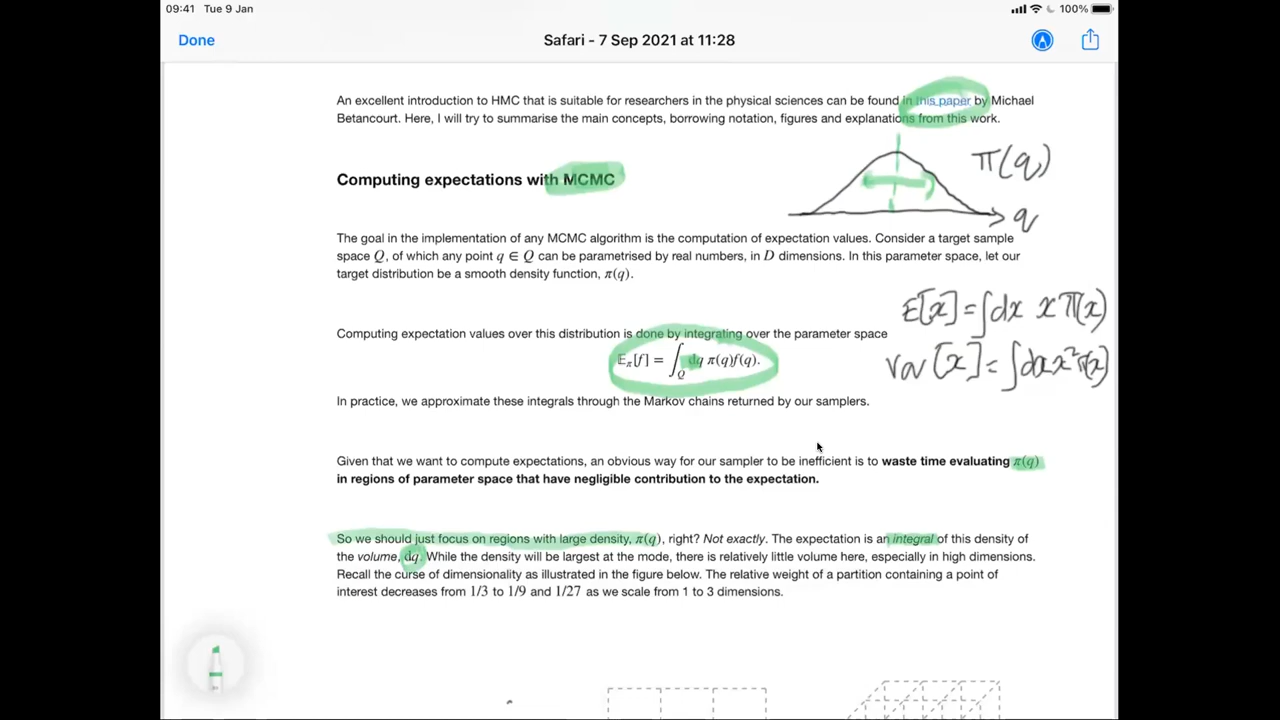 09:41 Tue 9 Jan 100%
Done Safari - 7 Sep 2021 at 11:28
An excellent introduction to HMC that is suitable for researchers in the physical sciences can be found in this paper by Michael
Betancourt. Here, I will try to summarise the main concepts, borrowing notation, figures and explanations from this work.
π(q)
Computing expectations with MCMC
q
The goal in the implementation of any MCMC algorithm is the computation of expectation values. Consider a target sample
space Q, of which any point q ∈ Q can be parametrised by real numbers, in D dimensions. In this parameter space, let our
target distribution be a smooth density function, π(q).
E[x] = ∫dx x π(x)
Computing expectation values over this distribution is done by integrating over the parameter space
𝔼π[f] = ∫Q dq π(q)f(q).
Var[x] = ∫dx x² π(x)
In practice, we approximate these integrals through the Markov chains returned by our samplers.
Given that we want to compute expectations, an obvious way for our sampler to be inefficient is to waste time evaluating π(q)
in regions of parameter space that have negligible contribution to the expectation.
So we should just focus on regions with large density, π(q), right? Not exactly. The expectation is an integral of this density of
the volume, dq. While the density will be largest at the mode, there is relatively little volume here, especially in high dimensions.
Recall the curse of dimensionality as illustrated in the figure below. The relative weight of a partition containing a point of
interest decreases from 1/3 to 1/9 and 1/27 as we scale from 1 to 3 dimensions.